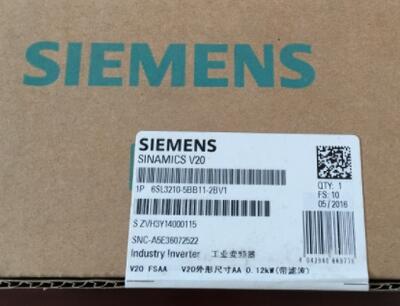 SIEMENS
SIEMENS
SINAMICS V20
1P 6SL3210-5BB11-2BV1
QTY: 1
FS: 10
05/2016
S ZVH3Y14000115
SNC-A5E36072522
Industry Inverter 工业变频器
V20 FSAA V20外形尺寸AA 0.12kW(带滤波)